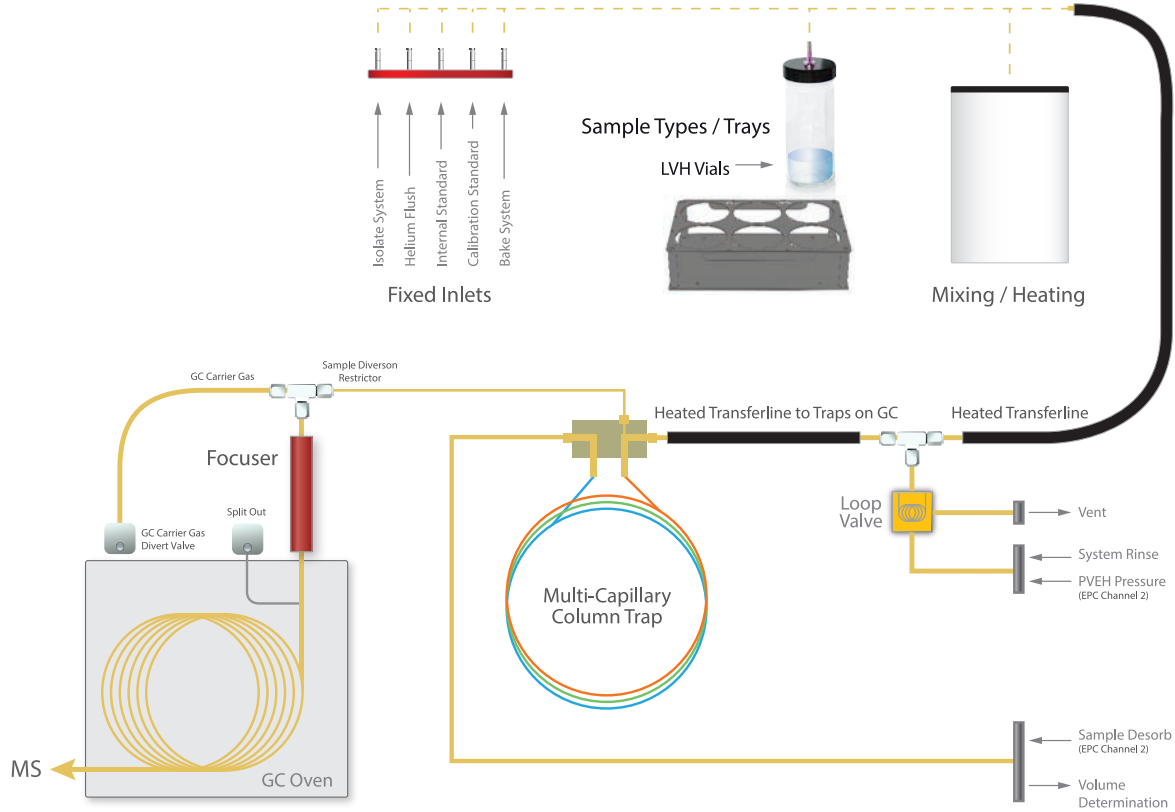 Isolate System
Helium Flush
Internal Standard
Calibration Standard
Bake System
Fixed Inlets
Sample Types / Trays
LVH Vials
Mixing / Heating
GC Carrier Gas
Sample Diverson
Restrictor
Heated Transferline to Traps on GC
Heated Transferline
Focuser
Split Out
GC Carrier Gas
Divert Valve
Loop
Valve
Vent
System Rinse
PVEH Pressure
(EPC Channel 2)
Multi-Capillary
Column Trap
Sample Desorb
(EPC Channel 2)
Volume
Determination
MS
GC Oven